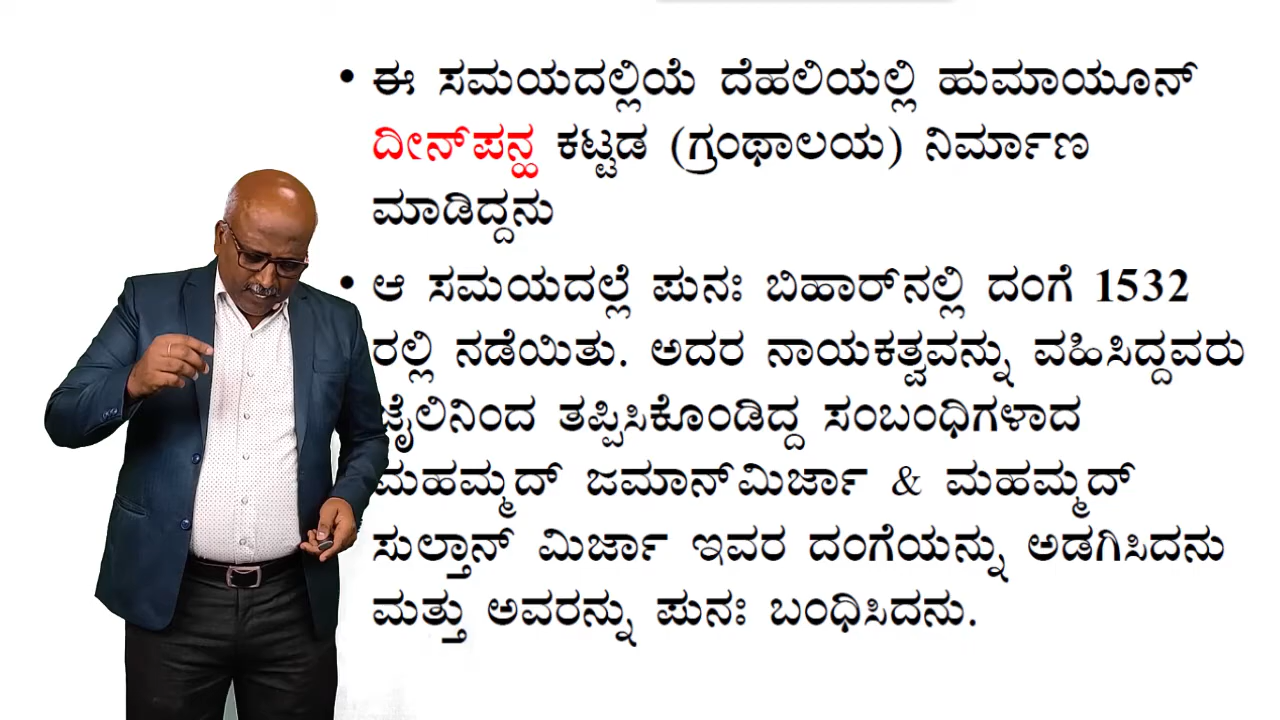 • ಈ ಸಮಯದಲ್ಲಿಯೆ ದೆಹಲಿಯಲ್ಲಿ ಹುಮಾಯೂನ್
ದೀನ್‌ಪನ್ಹ ಕಟ್ಟಡ (ಗ್ರಂಥಾಲಯ) ನಿರ್ಮಾಣ
ಮಾಡಿದ್ದನು
• ಆ ಸಮಯದಲ್ಲೆ ಪುನಃ ಬಿಹಾರ್‌ನಲ್ಲಿ ದಂಗೆ 1532
ರಲ್ಲಿ ನಡೆಯಿತು. ಅದರ ನಾಯಕತ್ವವನ್ನು ವಹಿಸಿದ್ದವರು
ಜೈಲಿನಿಂದ ತಪ್ಪಿಸಿಕೊಂಡಿದ್ದ ಸಂಬಂಧಿಗಳಾದ
ಮಹಮ್ಮದ್ ಜಮಾನ್‌ಮಿರ್ಜಾ & ಮಹಮ್ಮದ್
ಸುಲ್ತಾನ್ ಮಿರ್ಜಾ ಇವರ ದಂಗೆಯನ್ನು ಅಡಗಿಸಿದನು
ಮತ್ತು ಅವರನ್ನು ಪುನಃ ಬಂಧಿಸಿದನು.